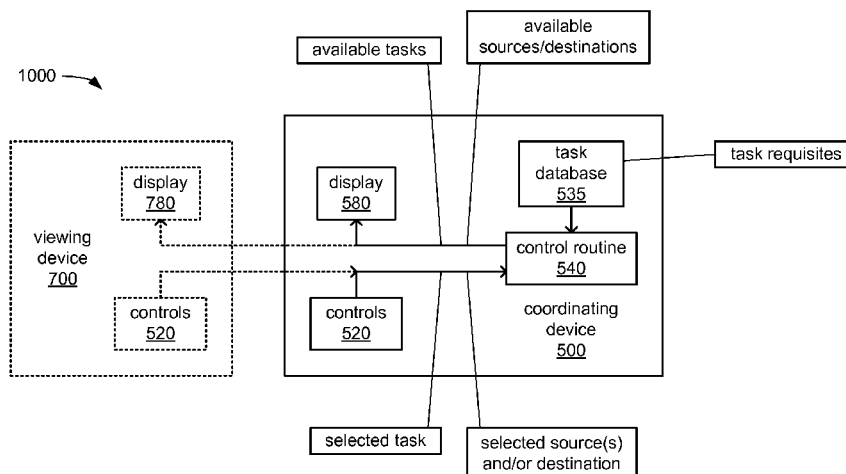 available
sources/destinations
available tasks
1000
task
database
535
task requisites
display
780
display
580
viewing
device
700
control routine
540
controls
520
controls
520
coordinating
device
500
selected task
selected source(s)
and/or destination